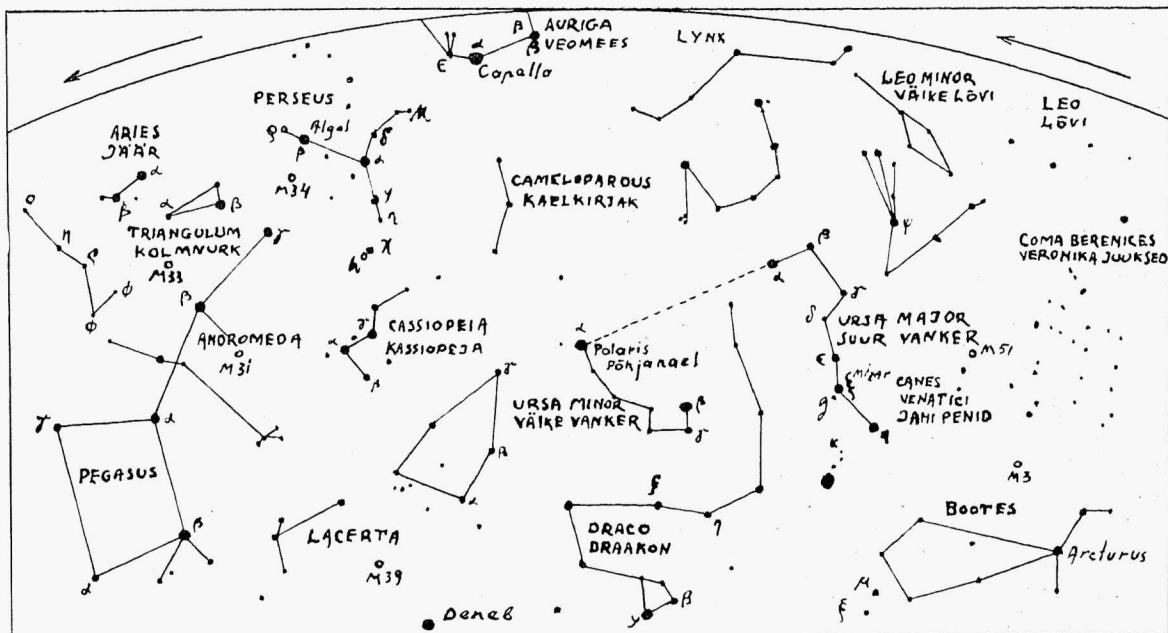 β
AURIGA
VEOMEES
β
α
ε
Capella
LYNX
LEO MINOR
VÄIKE LÕVI
LEO
LÕVI
PERSEUS
Algol
β
α
γ
η
M34
ARIES
JÄÄR
α
β
α
β
TRIANGULUM
KOLMNURK
M33
CAMELOPAROUS
KAELKIRJAK
ψ
COMA BERENICES
VERONIKA JUUKSED
ο
η
φ
γ
β
ANDROMEDA
M31
h
χ
γ
CASSIOPEIA
KASSIOPEJA
α
β
α
Polaris
Põhjanael
URSA MINOR
VÄIKE VANKER
β
γ
β
α
γ
δ
URSA MAJOR
SUUR VANKER
M51
ε
Mizar
CANES
VENATICI
JAHIPENID
g
η
K
γ
α
PEGASUS
β
α
γ
β
α
LACERTA
M39
Deneb
ξ
η
DRACO
DRAAKON
β
γ
M3
BOOTES
Arcturus
μ
ξ